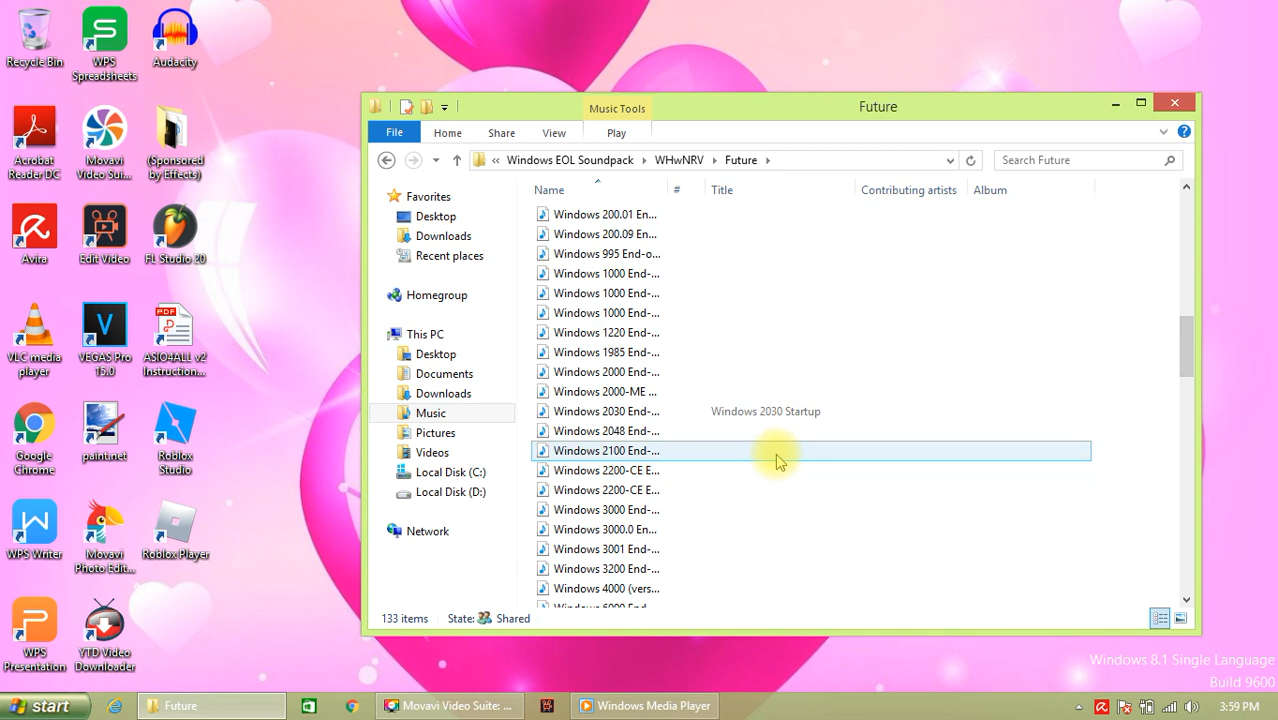 Recycle Bin
WPS Spreadsheets
Audacity
Acrobat Reader DC
Movavi Video Sui...
(Sponsored by Effects)
Avira
Edit Video
FL Studio 20
VLC media player
VEGAS Pro 15.0
ASIO4ALL v2 Instruction...
Google Chrome
paint.net
Roblox Studio
WPS Writer
Movavi Photo Edit...
Roblox Player
WPS Presentation
YTD Video Downloader
Music Tools
Future
File
Home
Share
View
Play
« Windows EOL Soundpack
WHwNRV
Future
Search Future
Name
#
Title
Contributing artists
Album
Favorites
Desktop
Downloads
Recent places
Homegroup
This PC
Desktop
Documents
Downloads
Music
Pictures
Videos
Local Disk (C:)
Local Disk (D:)
Network
Windows 200.01 En...
Windows 200.09 En...
Windows 995 End-o...
Windows 1000 End-...
Windows 1000 End-...
Windows 1000 End-...
Windows 1220 End-...
Windows 1985 End-...
Windows 2000 End-...
Windows 2000-ME ...
Windows 2030 End-...
Windows 2030 Startup
Windows 2048 End-...
Windows 2100 End-...
Windows 2200-CE E...
Windows 2200-CE E...
Windows 3000 End-...
Windows 3000.0 En...
Windows 3001 End-...
Windows 3200 End-...
Windows 4000 (vers...
133 items
State:
Shared
Windows 8.1 Single Language
Build 9600
start
Future
Movavi Video Suite: ...
Windows Media Player
3:59 PM